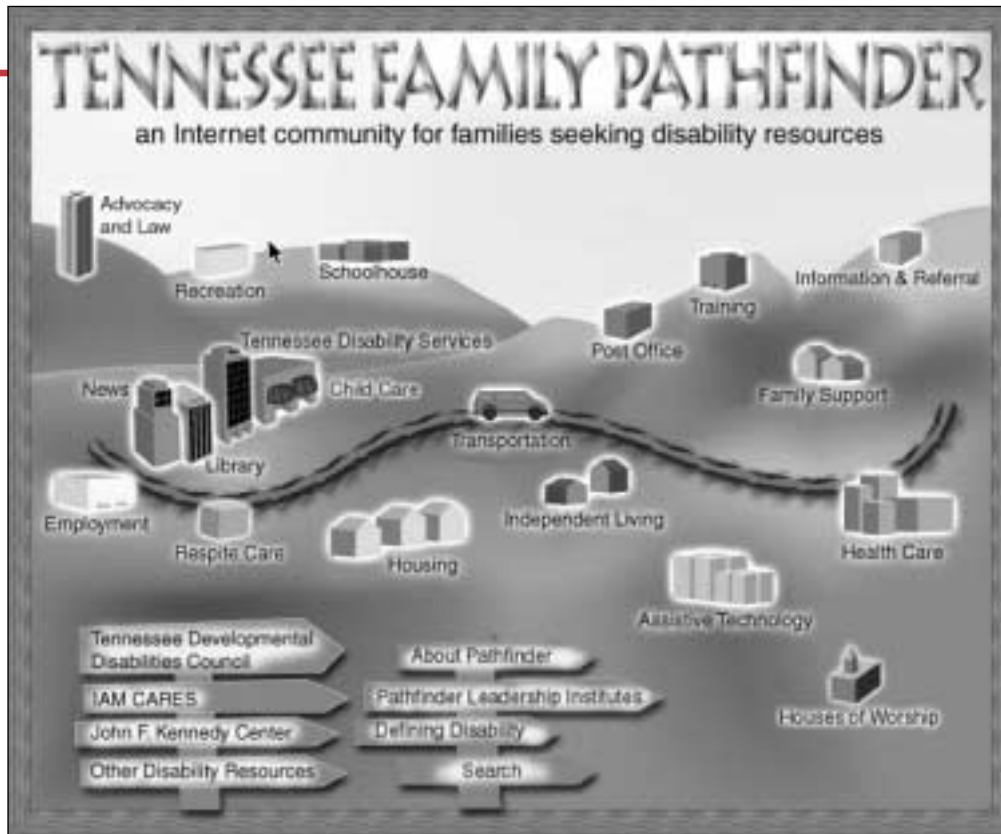 TENNESSEE FAMILY PATHFINDER
an Internet community for families seeking disability resources
Advocacy
and Law
Recreation
Schoolhouse
Information & Referral
Training
Post Office
Tennessee Disability Services
News
Child Care
Family Support
Library
Transportation
Employment
Respite Care
Housing
Independent Living
Health Care
Assistive Technology
Houses of Worship
Tennessee Developmental
Disabilities Council
IAM CARES
John F. Kennedy Center
Other Disability Resources
About Pathfinder
Pathfinder Leadership Institutes
Defining Disability
Search